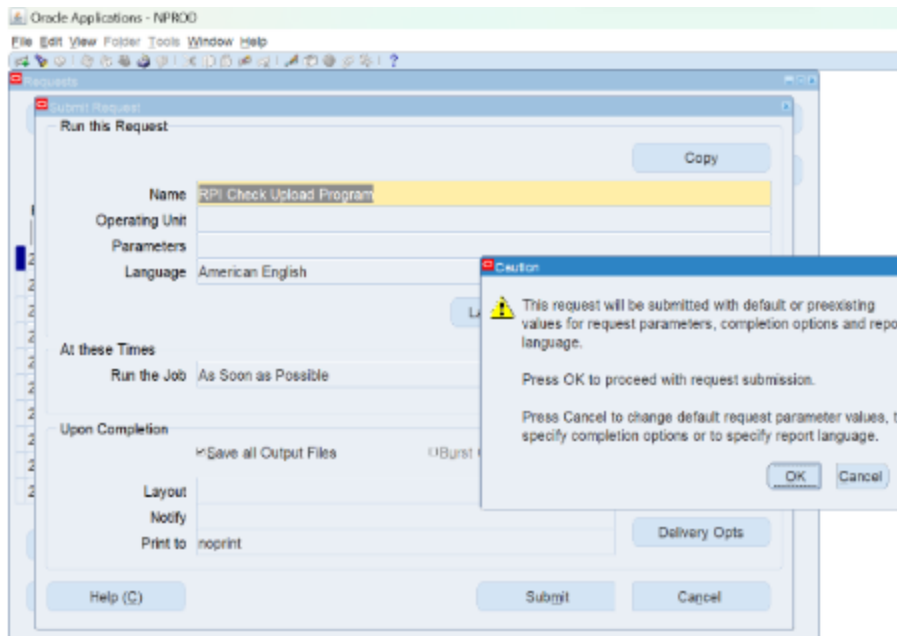 Oracle Applications - NPROD
File Edit View Folder Tools Window Help
Requests
Submit Request
Run this Request
Copy
Name RPI Check Upload Program
Operating Unit
Parameters
Language American English
At these Times
Run the Job As Soon as Possible
Upon Completion
Save all Output Files
Burst
Layout
Notify
Print to noprint
Delivery Opts
Help (C)
Submit
Cancel
Caution
This request will be submitted with default or preexisting
values for request parameters, completion options and repo
language.
Press OK to proceed with request submission.
Press Cancel to change default request parameter values, t
specify completion options or to specify report language.
OK
Cancel